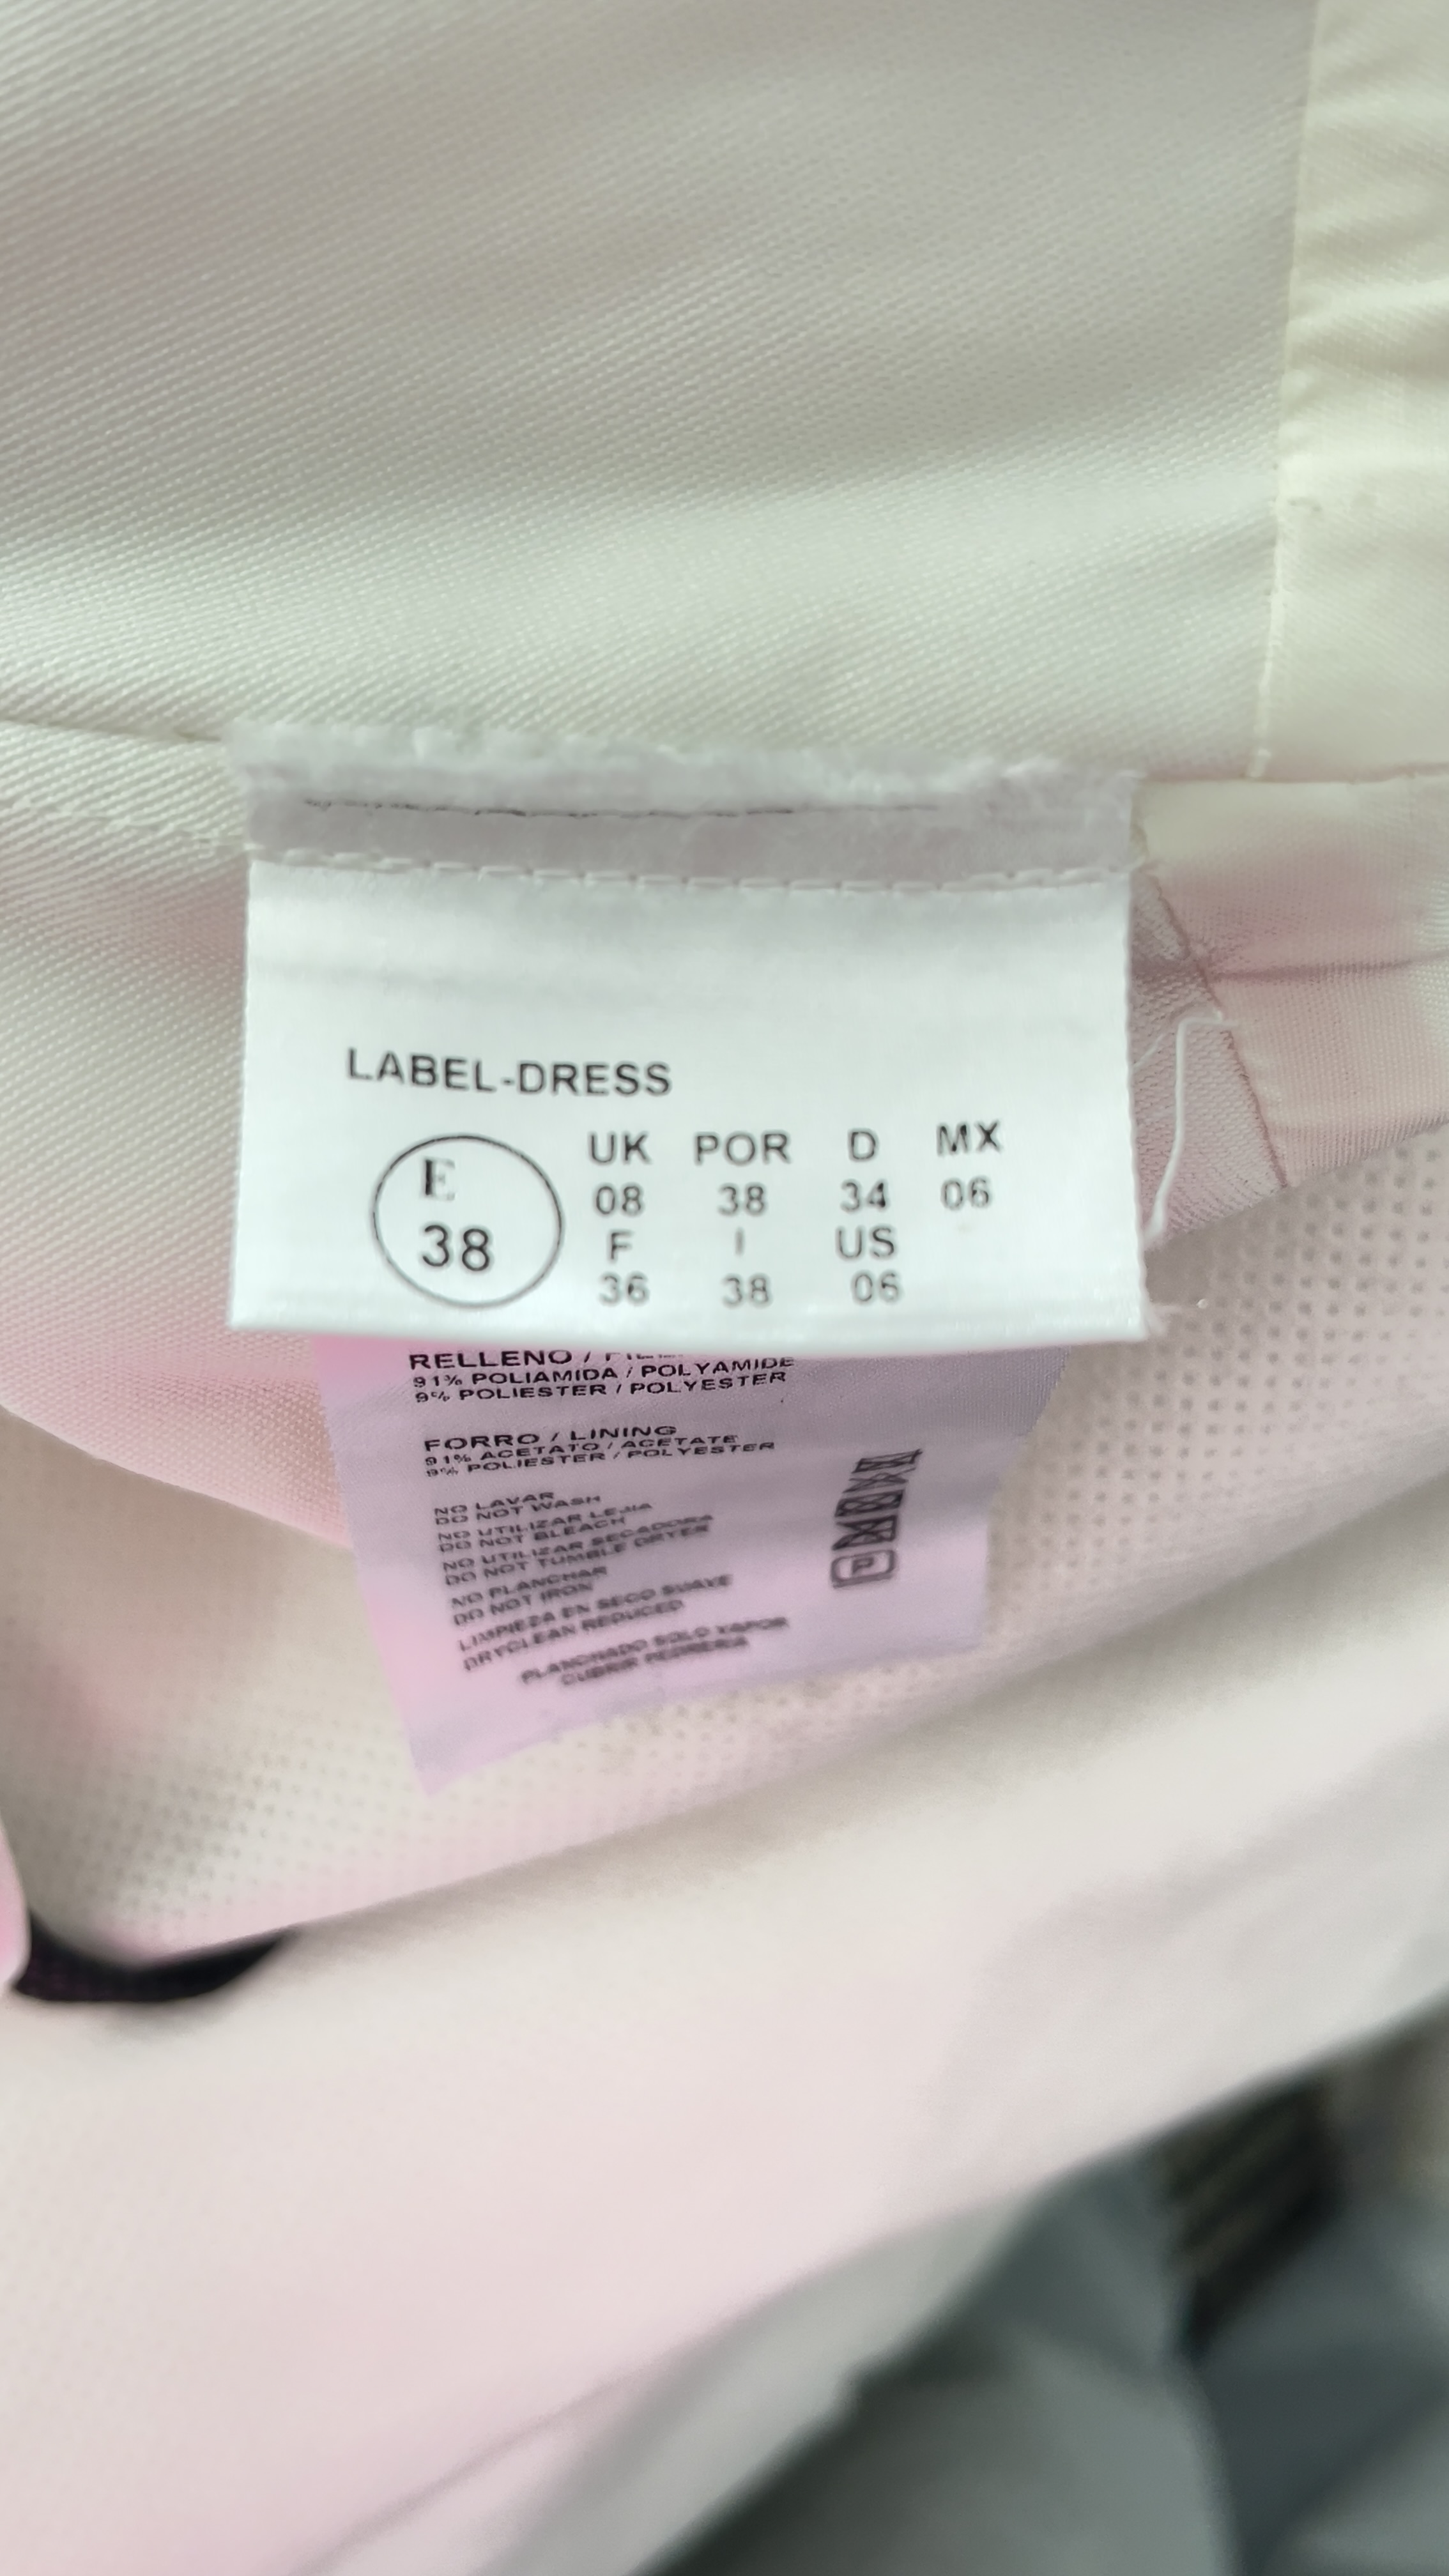 LABEL-DRESS
E
38
UK POR D MX
08 38 34 06
F I US
36 38 06
RELLENO /
91% POLIAMIDA / POLYAMIDE
9% POLIESTER / POLYESTER
FORRO / LINING
91% ACETATO / ACETATE
9% POLIESTER / POLYESTER
NO LAVAR
DO NOT WASH
NO UTILIZAR LEJIA
DO NOT BLEACH
NO UTILIZAR SECADORA
DO NOT TUMBLE DRYER
NO PLANCHAR
DO NOT IRON
LIMPIEZA EN SECO SUAVE
DRYCLEAN REDUCED
PLANCHADO SOLO VAPOR
CUBRIR PEDRERIA
P